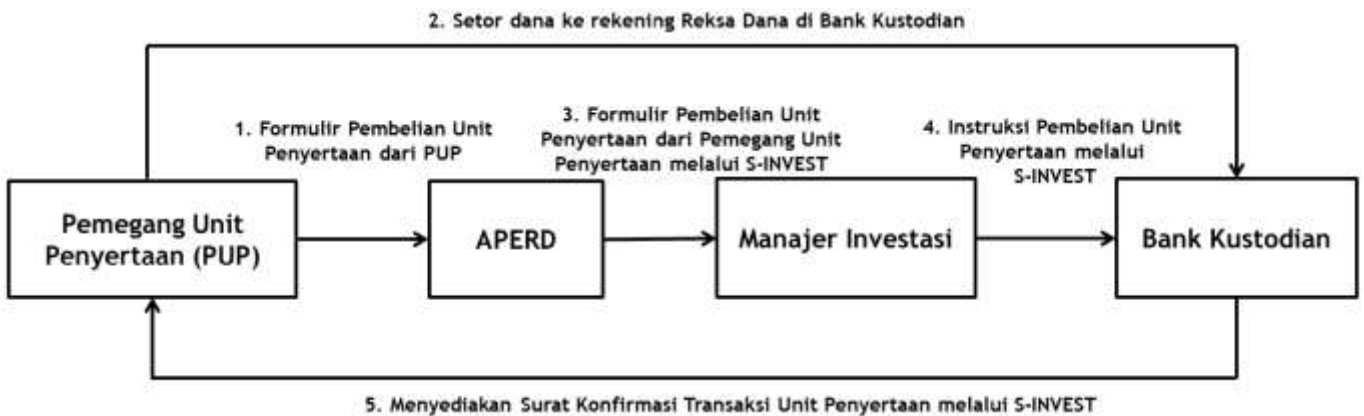 2. Setor dana ke rekening Reksa Dana di Bank Kustodian
1. Formulir Pembelian Unit
Penyertaan dari PUP
3. Formulir Pembelian Unit
Penyertaan dari Pemegang Unit
Penyertaan melalui S-INVEST
4. Instruksi Pembelian Unit
Penyertaan melalui
S-INVEST
Pemegang Unit
Penyertaan (PUP)
APERD
Manajer Investasi
Bank Kustodian
5. Menyediakan Surat Konfirmasi Transaksi Unit Penyertaan melalui S-INVEST